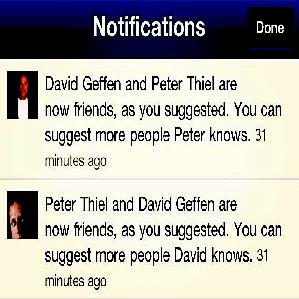 Notifications
Done
David Geffen and Peter Thiel are
now friends, as you suggested. You can
suggest more people Peter knows. 31
minutes ago
Peter Thiel and David Geffen are
now friends, as you suggested. You can
suggest more people David knows. 31
minutes ago